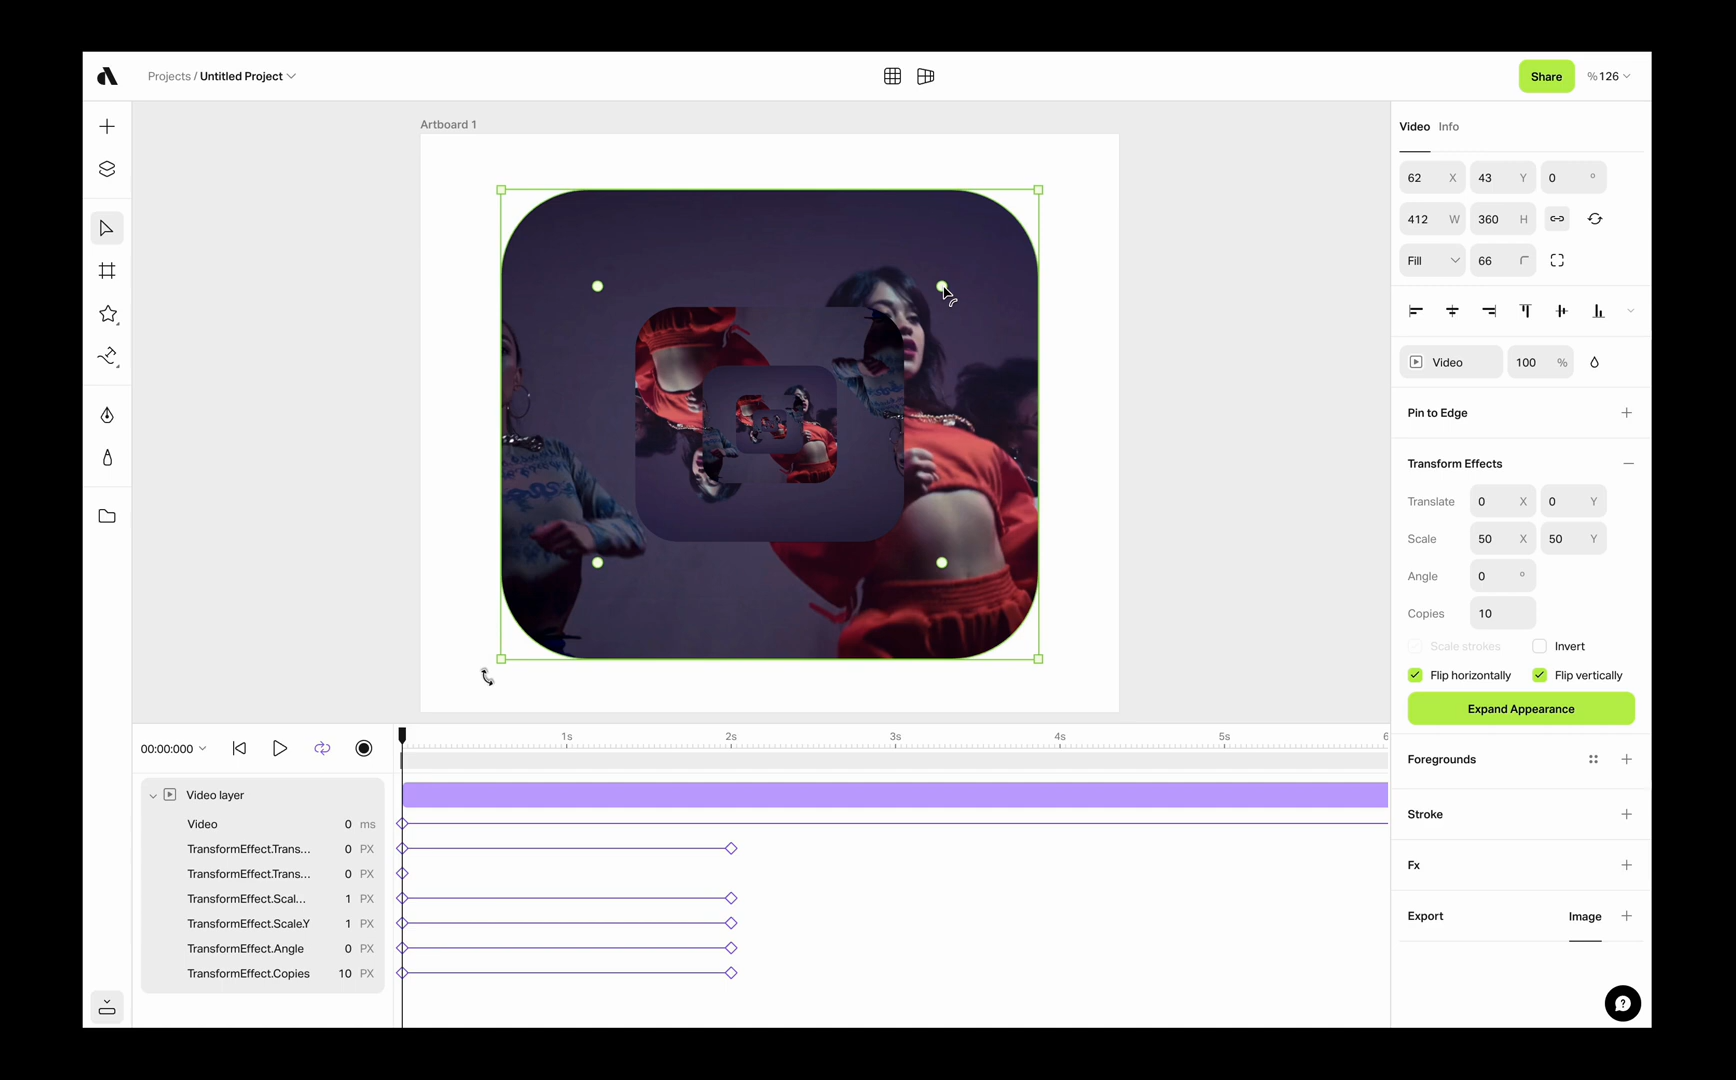 Projects / Untitled Project
Share
% 126
Artboard 1
Video Info
62 X 43 Y 0 °
412 W 360 H
Fill 66
Video 100 %
Pin to Edge
Transform Effects
Translate 0 X 0 Y
Scale 50 X 50 Y
Angle 0 °
Copies 10
Scale strokes Invert
Flip horizontally Flip vertically
Expand Appearance
Foregrounds
Stroke
Fx
Export Image
00:00:000
1s 2s 3s 4s 5s 6
Video layer
Video 0 ms
TransformEffect.Trans... 0 PX
TransformEffect.Trans... 0 PX
TransformEffect.Scal... 1 PX
TransformEffect.ScaleY 1 PX
TransformEffect.Angle 0 PX
TransformEffect.Copies 10 PX